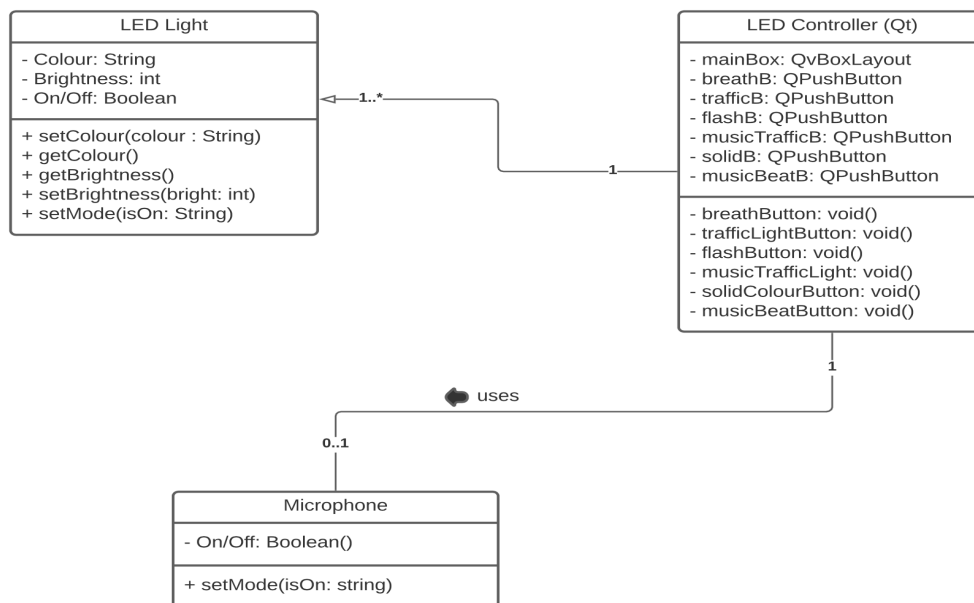 LED Light
- Colour: String
- Brightness: int
- On/Off: Boolean
+ setColour(colour : String)
+ getColour()
+ getBrightness()
+ setBrightness(bright: int)
+ setMode(isOn: String)
1..*
1
LED Controller (Qt)
- mainBox: QvBoxLayout
- breathB: QPushButton
- trafficB: QPushButton
- flashB: QPushButton
- musicTrafficB: QPushButton
- solidB: QPushButton
- musicBeatB: QPushButton
- breathButton: void()
- trafficLightButton: void()
- flashButton: void()
- musicTrafficLight: void()
- solidColourButton: void()
- musicBeatButton: void()
1
uses
0..1
Microphone
- On/Off: Boolean()
+ setMode(isOn: string)